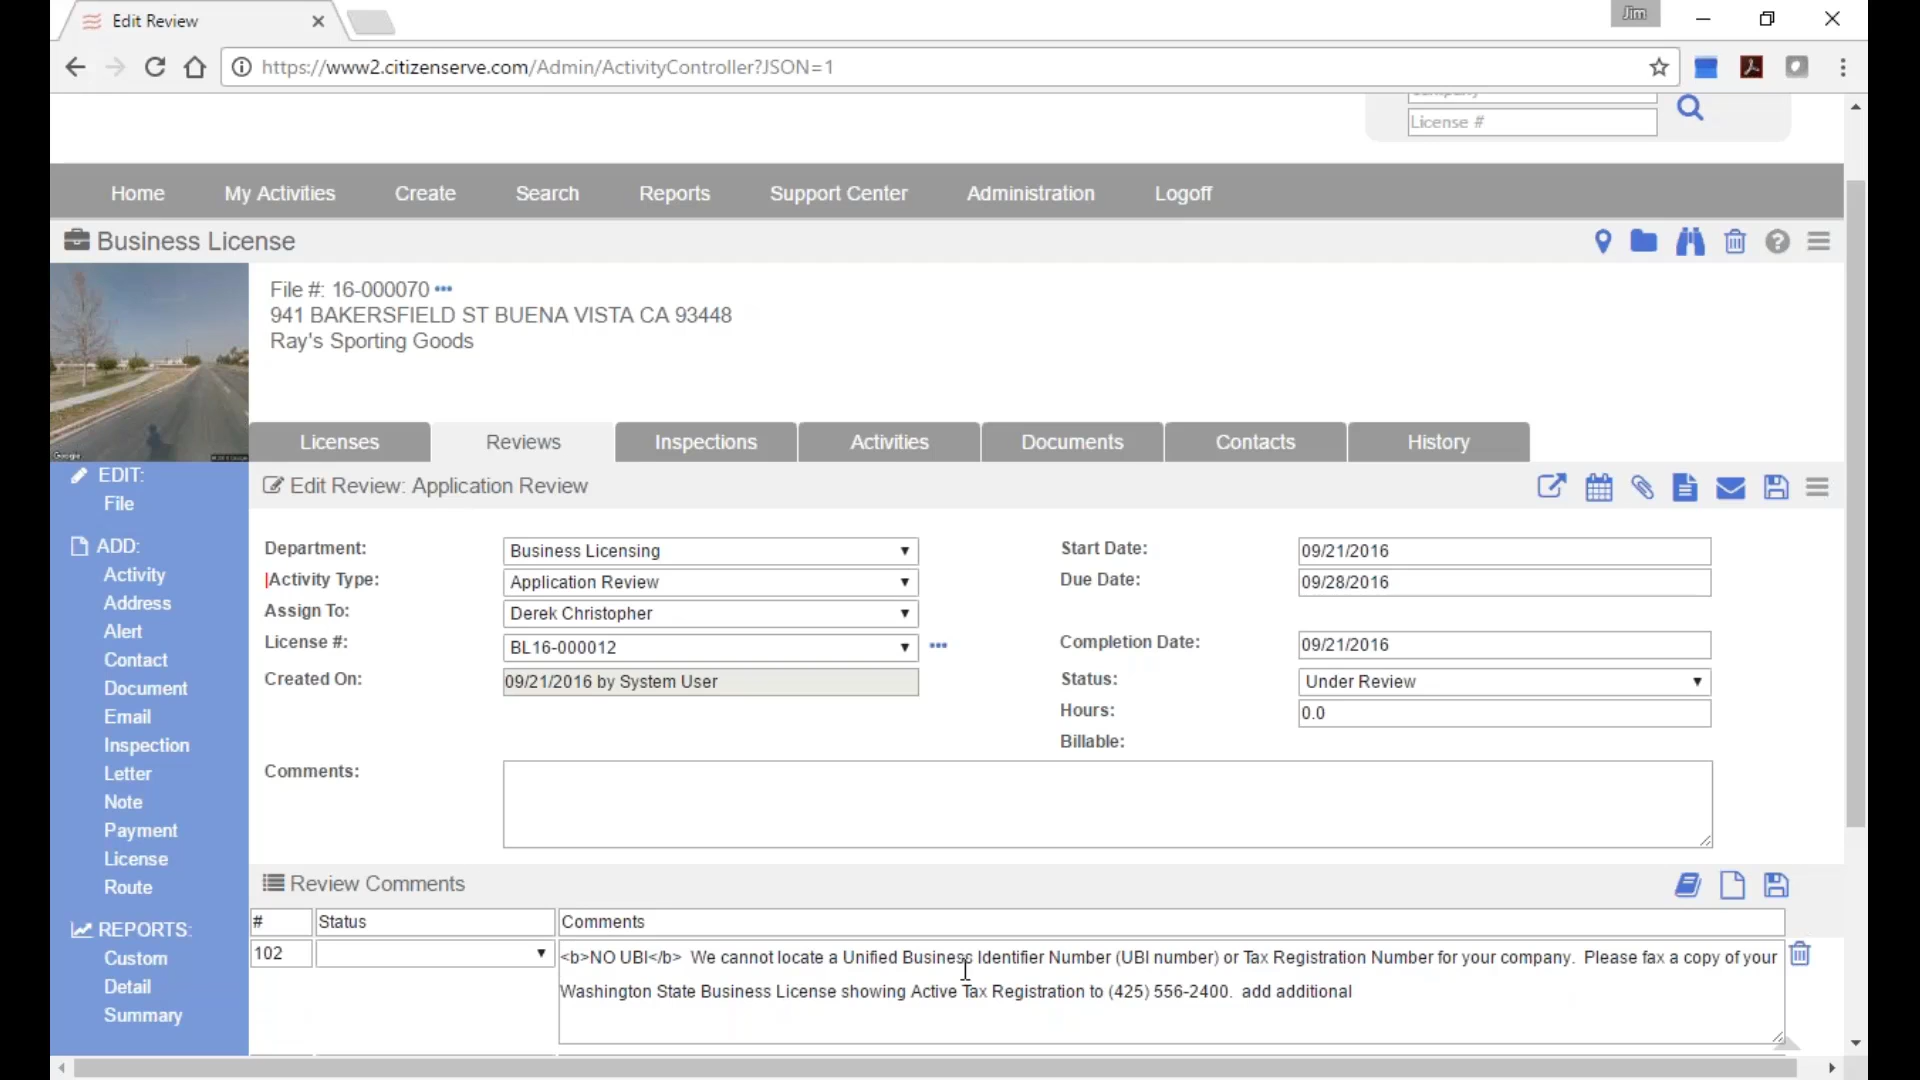 Edit Review
Jim
https://www2.citizenserve.com/Admin/ActivityController?JSON=1
License #
Home My Activities Create Search Reports Support Center Administration Logoff
Business License
File #: 16-000070
941 BAKERSFIELD ST BUENA VISTA CA 93448
Ray's Sporting Goods
Google
Licenses Reviews Inspections Activities Documents Contacts History
EDIT:
File
ADD:
Activity
Address
Alert
Contact
Document
Email
Inspection
Letter
Note
Payment
License
Route
REPORTS:
Custom
Detail
Summary
Edit Review: Application Review
Department: Business Licensing
Activity Type: Application Review
Assign To: Derek Christopher
License #: BL16-000012
Created On: 09/21/2016 by System User
Start Date: 09/21/2016
Due Date: 09/28/2016
Completion Date: 09/21/2016
Status: Under Review
Hours: 0.0
Billable:
Comments:
Review Comments
# Status Comments
102 <b>NO UBI</b> We cannot locate a Unified Business Identifier Number (UBI number) or Tax Registration Number for your company. Please fax a copy of your
Washington State Business License showing Active Tax Registration to (425) 556-2400. add additional